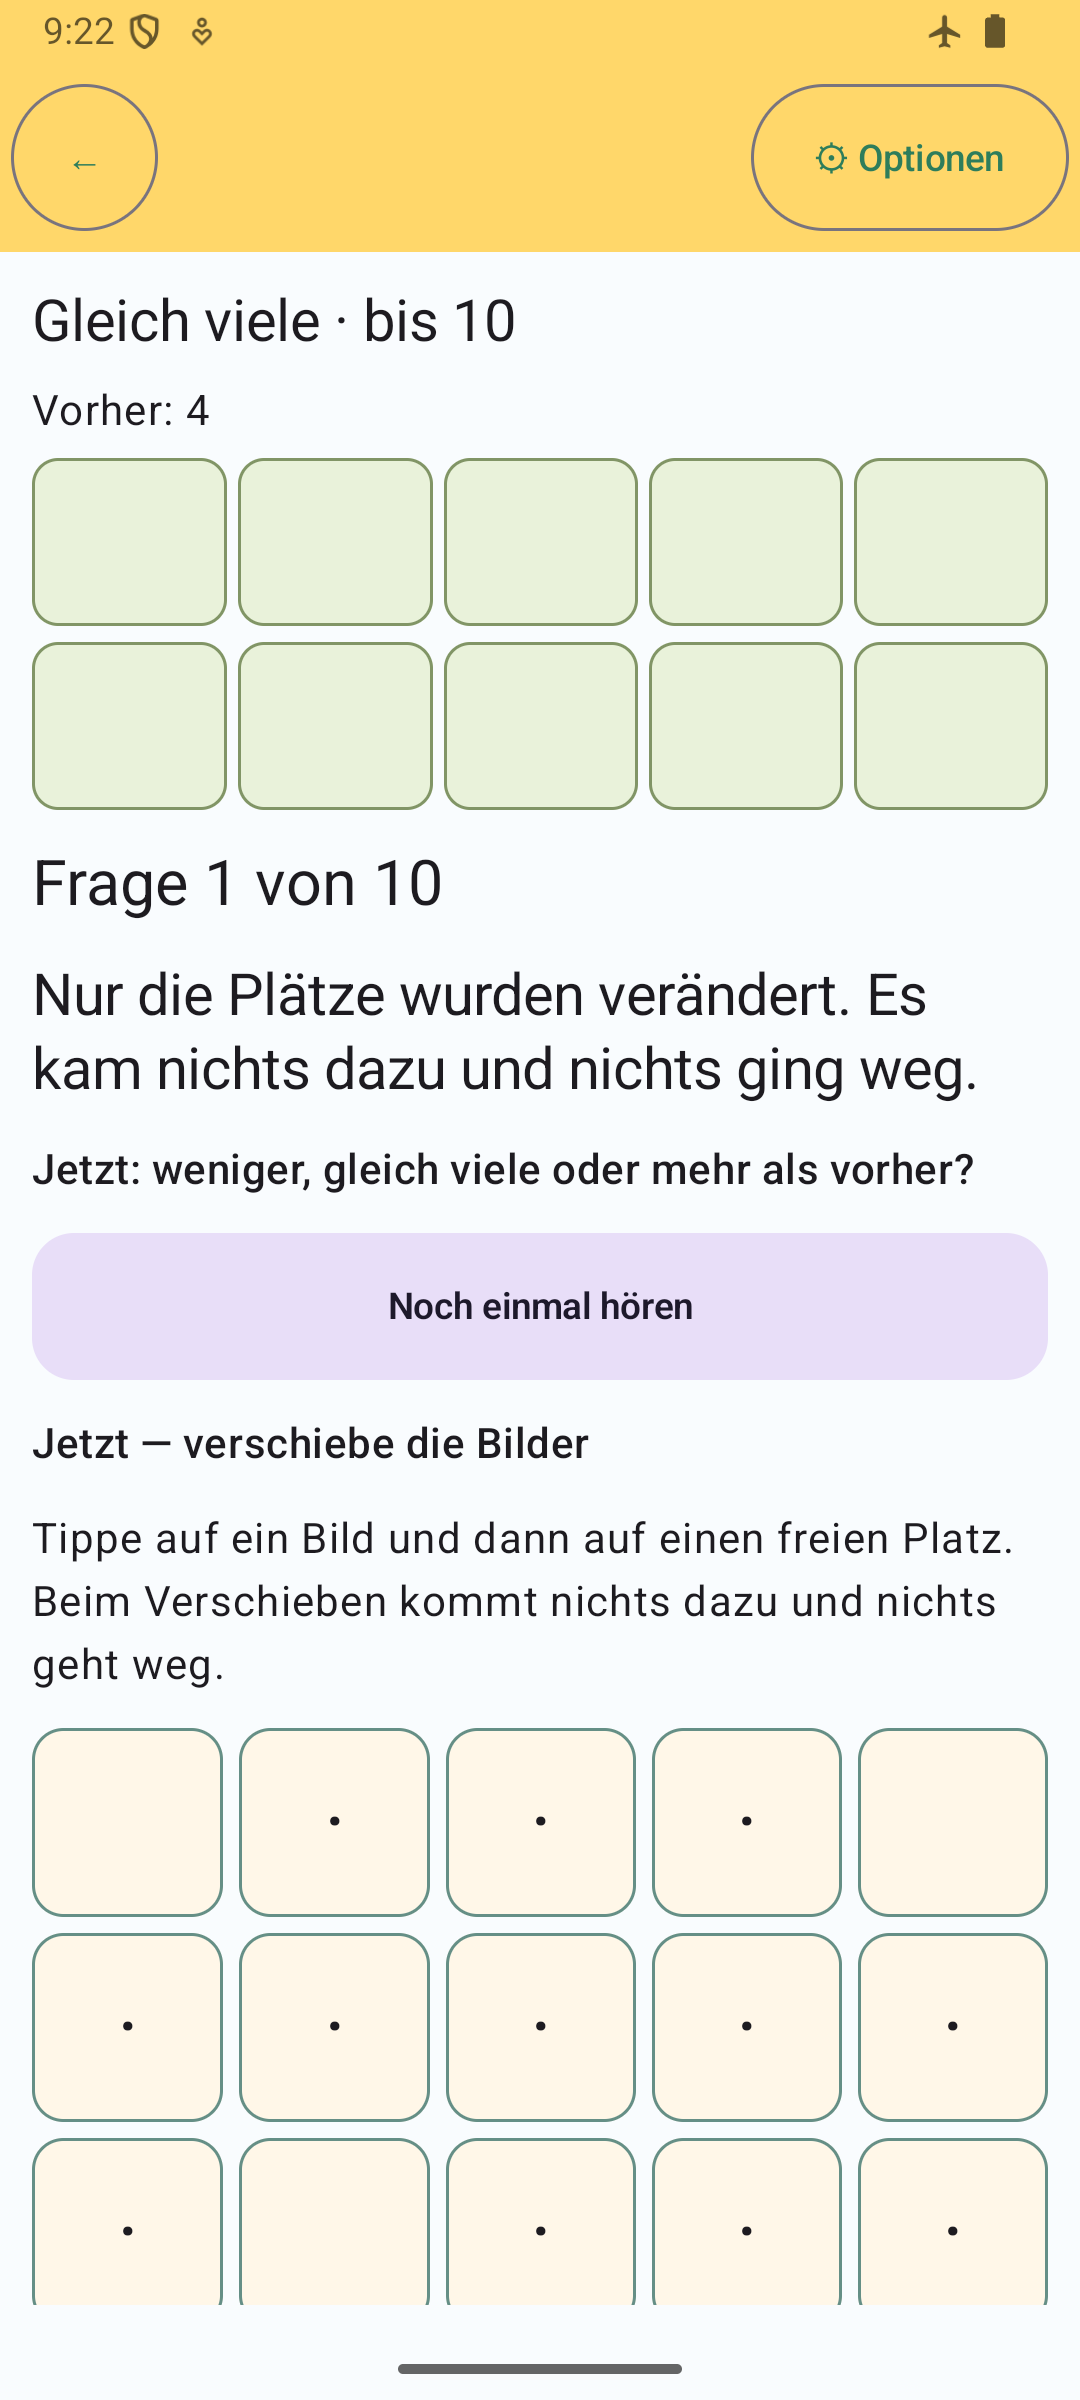 9:22
←
Optionen
Gleich viele · bis 10
Vorher: 4
Frage 1 von 10
Nur die Plätze wurden verändert. Es
kam nichts dazu und nichts ging weg.
Jetzt: weniger, gleich viele oder mehr als vorher?
Noch einmal hören
Jetzt — verschiebe die Bilder
Tippe auf ein Bild und dann auf einen freien Platz.
Beim Verschieben kommt nichts dazu und nichts
geht weg.